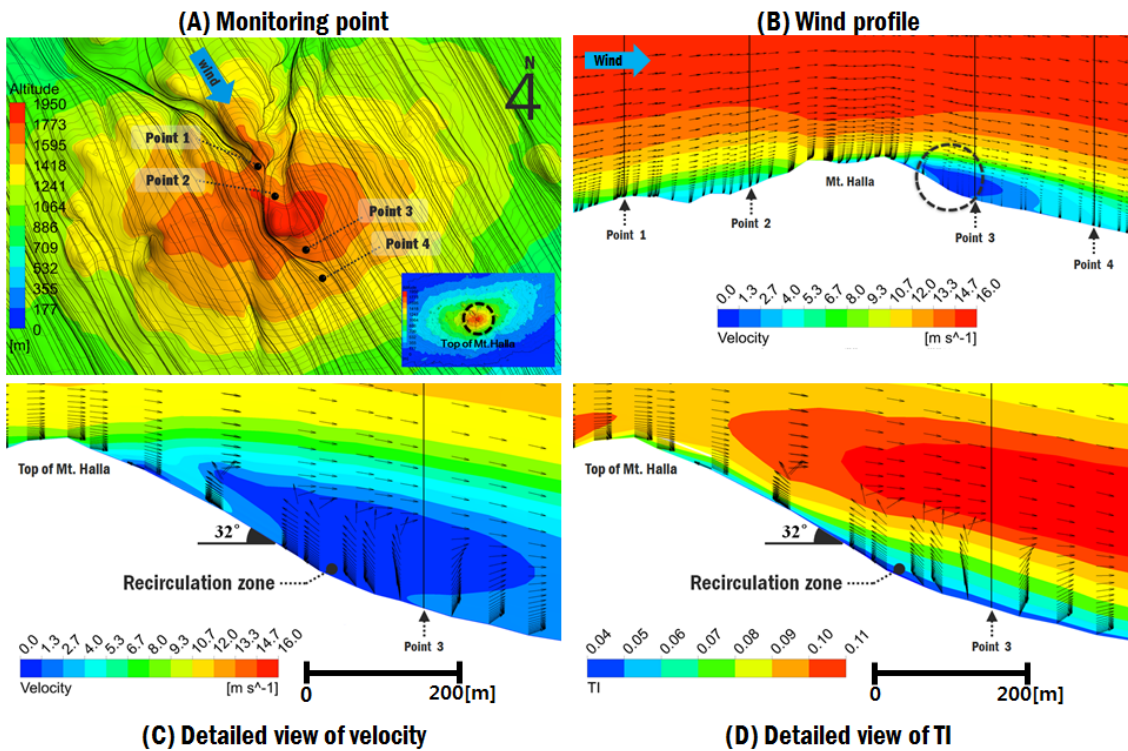 (A) Monitoring point
wind
N
4
Altitude
1950
1773
1595
1418
1241
1064
886
709
532
355
177
0
[m]
Point 1
Point 2
Point 3
Point 4
Top of Mt. Halla
(B) Wind profile
Wind
Mt. Halla
Point 1
Point 2
Point 3
Point 4
0.0 1.3 2.7 4.0 5.3 6.7 8.0 9.3 10.7 12.0 13.3 14.7 16.0
Velocity [m s^-1]
Top of Mt. Halla
32°
Recirculation zone
Point 3
0.0 1.3 2.7 4.0 5.3 6.7 8.0 9.3 10.7 12.0 13.3 14.7 16.0
Velocity [m s^-1]
0 200[m]
(C) Detailed view of velocity
Top of Mt. Halla
32°
Recirculation zone
Point 3
0.04 0.05 0.06 0.07 0.08 0.09 0.10 0.11
TI
0 200[m]
(D) Detailed view of TI